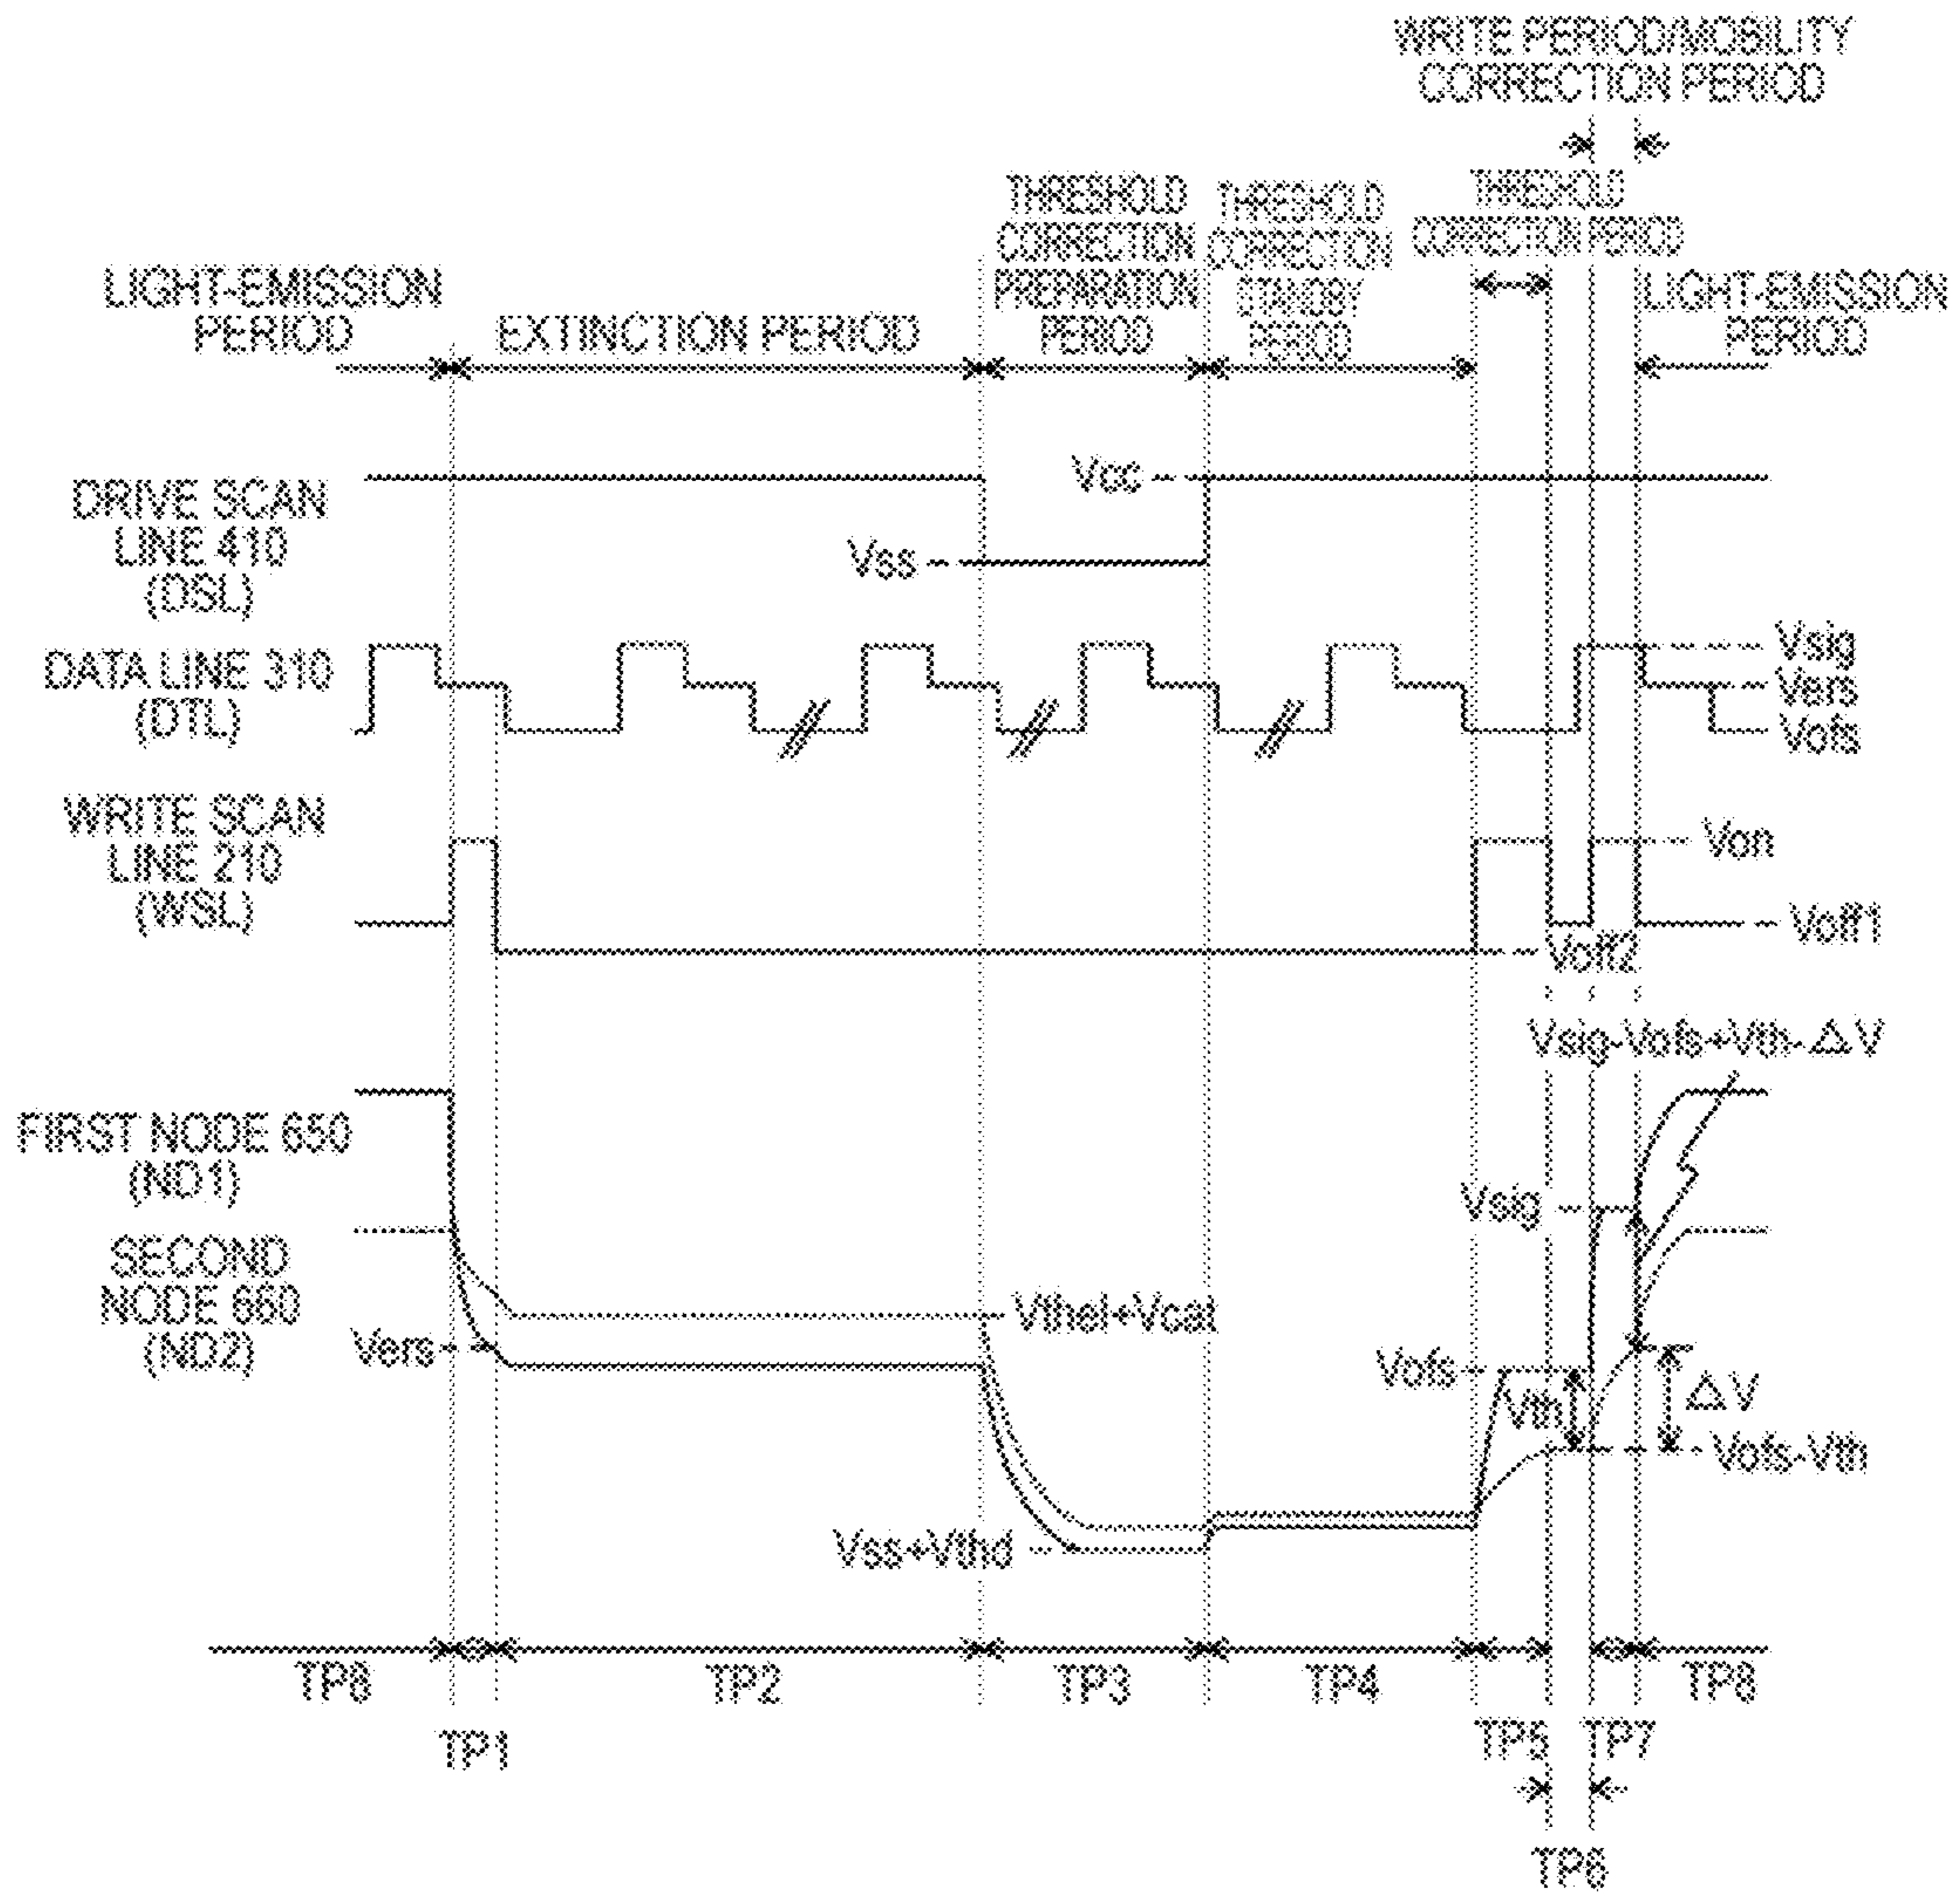 WRITE PERIOD/MOBILITY
CORRECTION PERIOD
THRESHOLD
CORRECTION PERIOD
THRESHOLD
CORRECTION
PREPARATION
PERIOD
THRESHOLD
CORRECTION
STANDBY
PERIOD
LIGHT-EMISSION
PERIOD
EXTINCTION PERIOD
LIGHT-EMISSION
PERIOD
DRIVE SCAN
LINE 410
(DSL)
Vcc
Vss
DATA LINE 310
(DTL)
Vsig
Vers
Vofs
WRITE SCAN
LINE 210
(WSL)
Von
Voff1
Voff2
Vsig-Vofs+Vth-ΔV
FIRST NODE 650
(ND1)
Vsig
SECOND
NODE 660
(ND2)
Vers
Vthel+Vcat
Vofs
Vth
ΔV
Vofs-Vth
Vss+Vthd
TP8
TP2
TP3
TP4
TP8
TP1
TP5
TP7
TP6